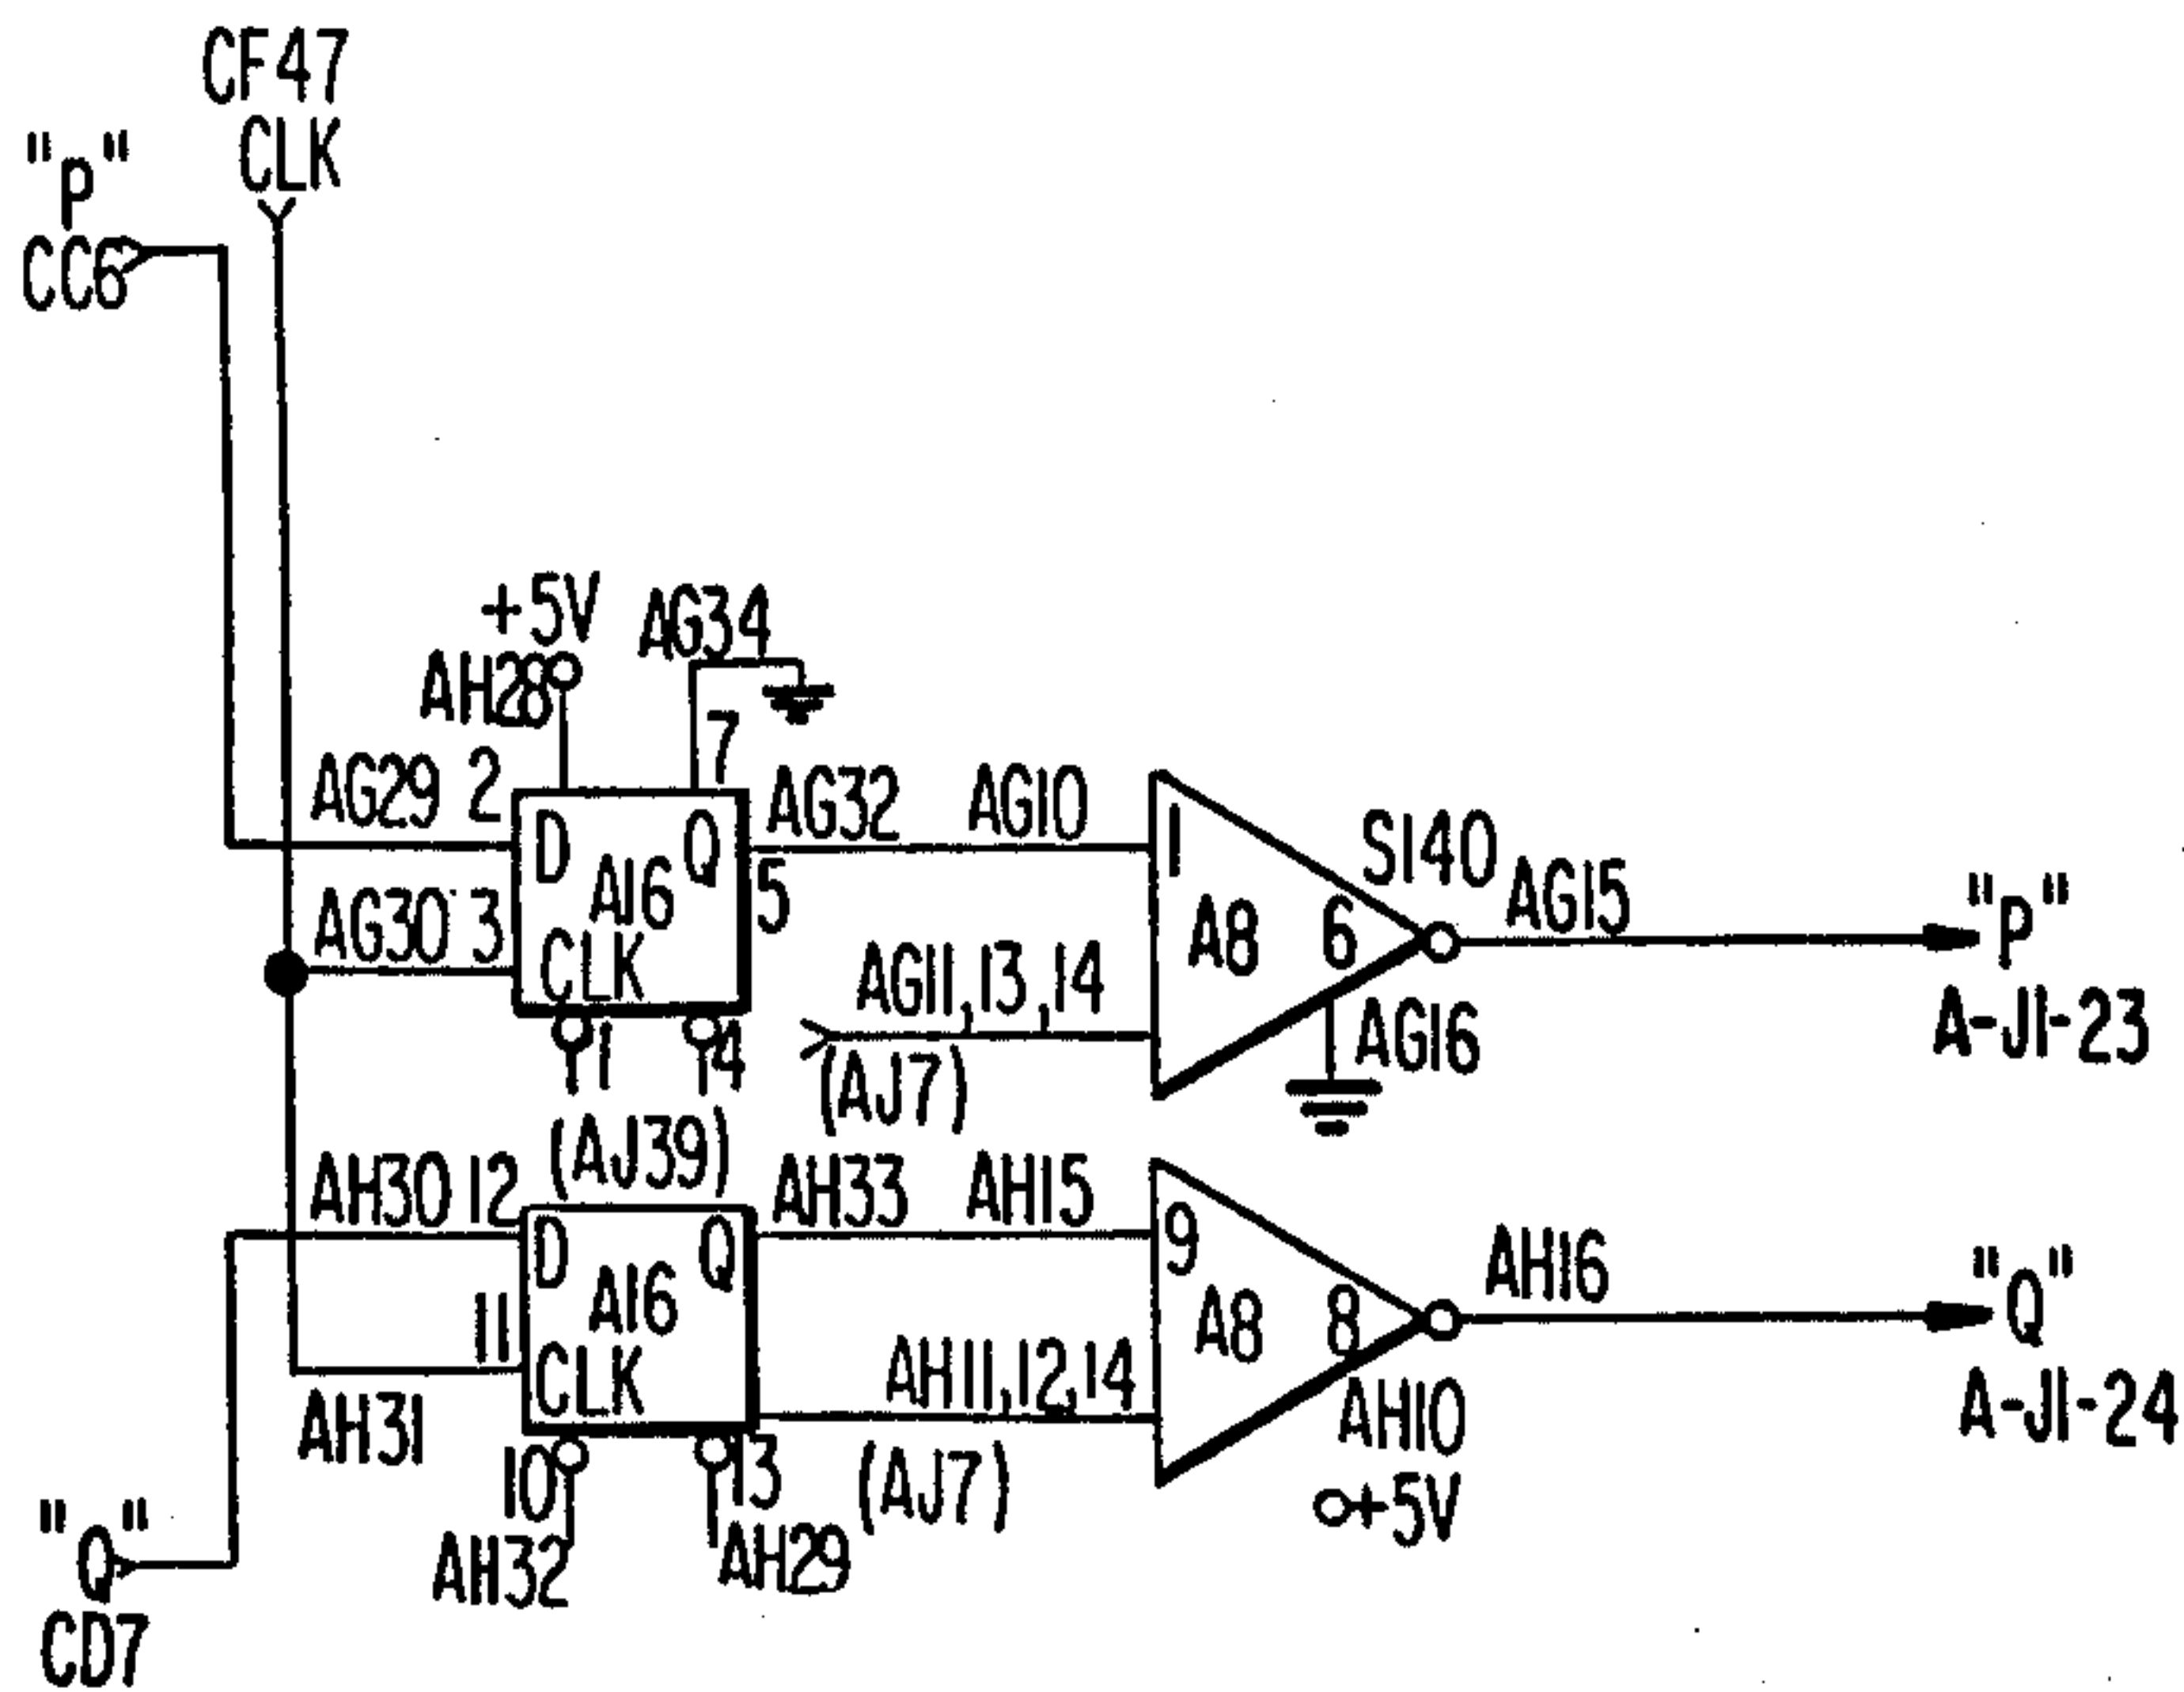 CF47
CLK
"P"
CC6
+5V
AG34
AH28
7
AG29 2
D Q
AG32 AG10
1
A16
5
S140
AG30 3
CLK
A8
6
AG15
"P"
AG11,13,14
A-J1-23
1
4
(AJ7)
AG16
(AJ39)
AH30 12
D Q
AH33 AH15
9
A16
11
CLK
AH11,12,14
A8
8
AH16
"Q"
AH31
A-J1-24
AH10
10
13
(AJ7)
+5V
"Q"
AH32
AH29
CD7